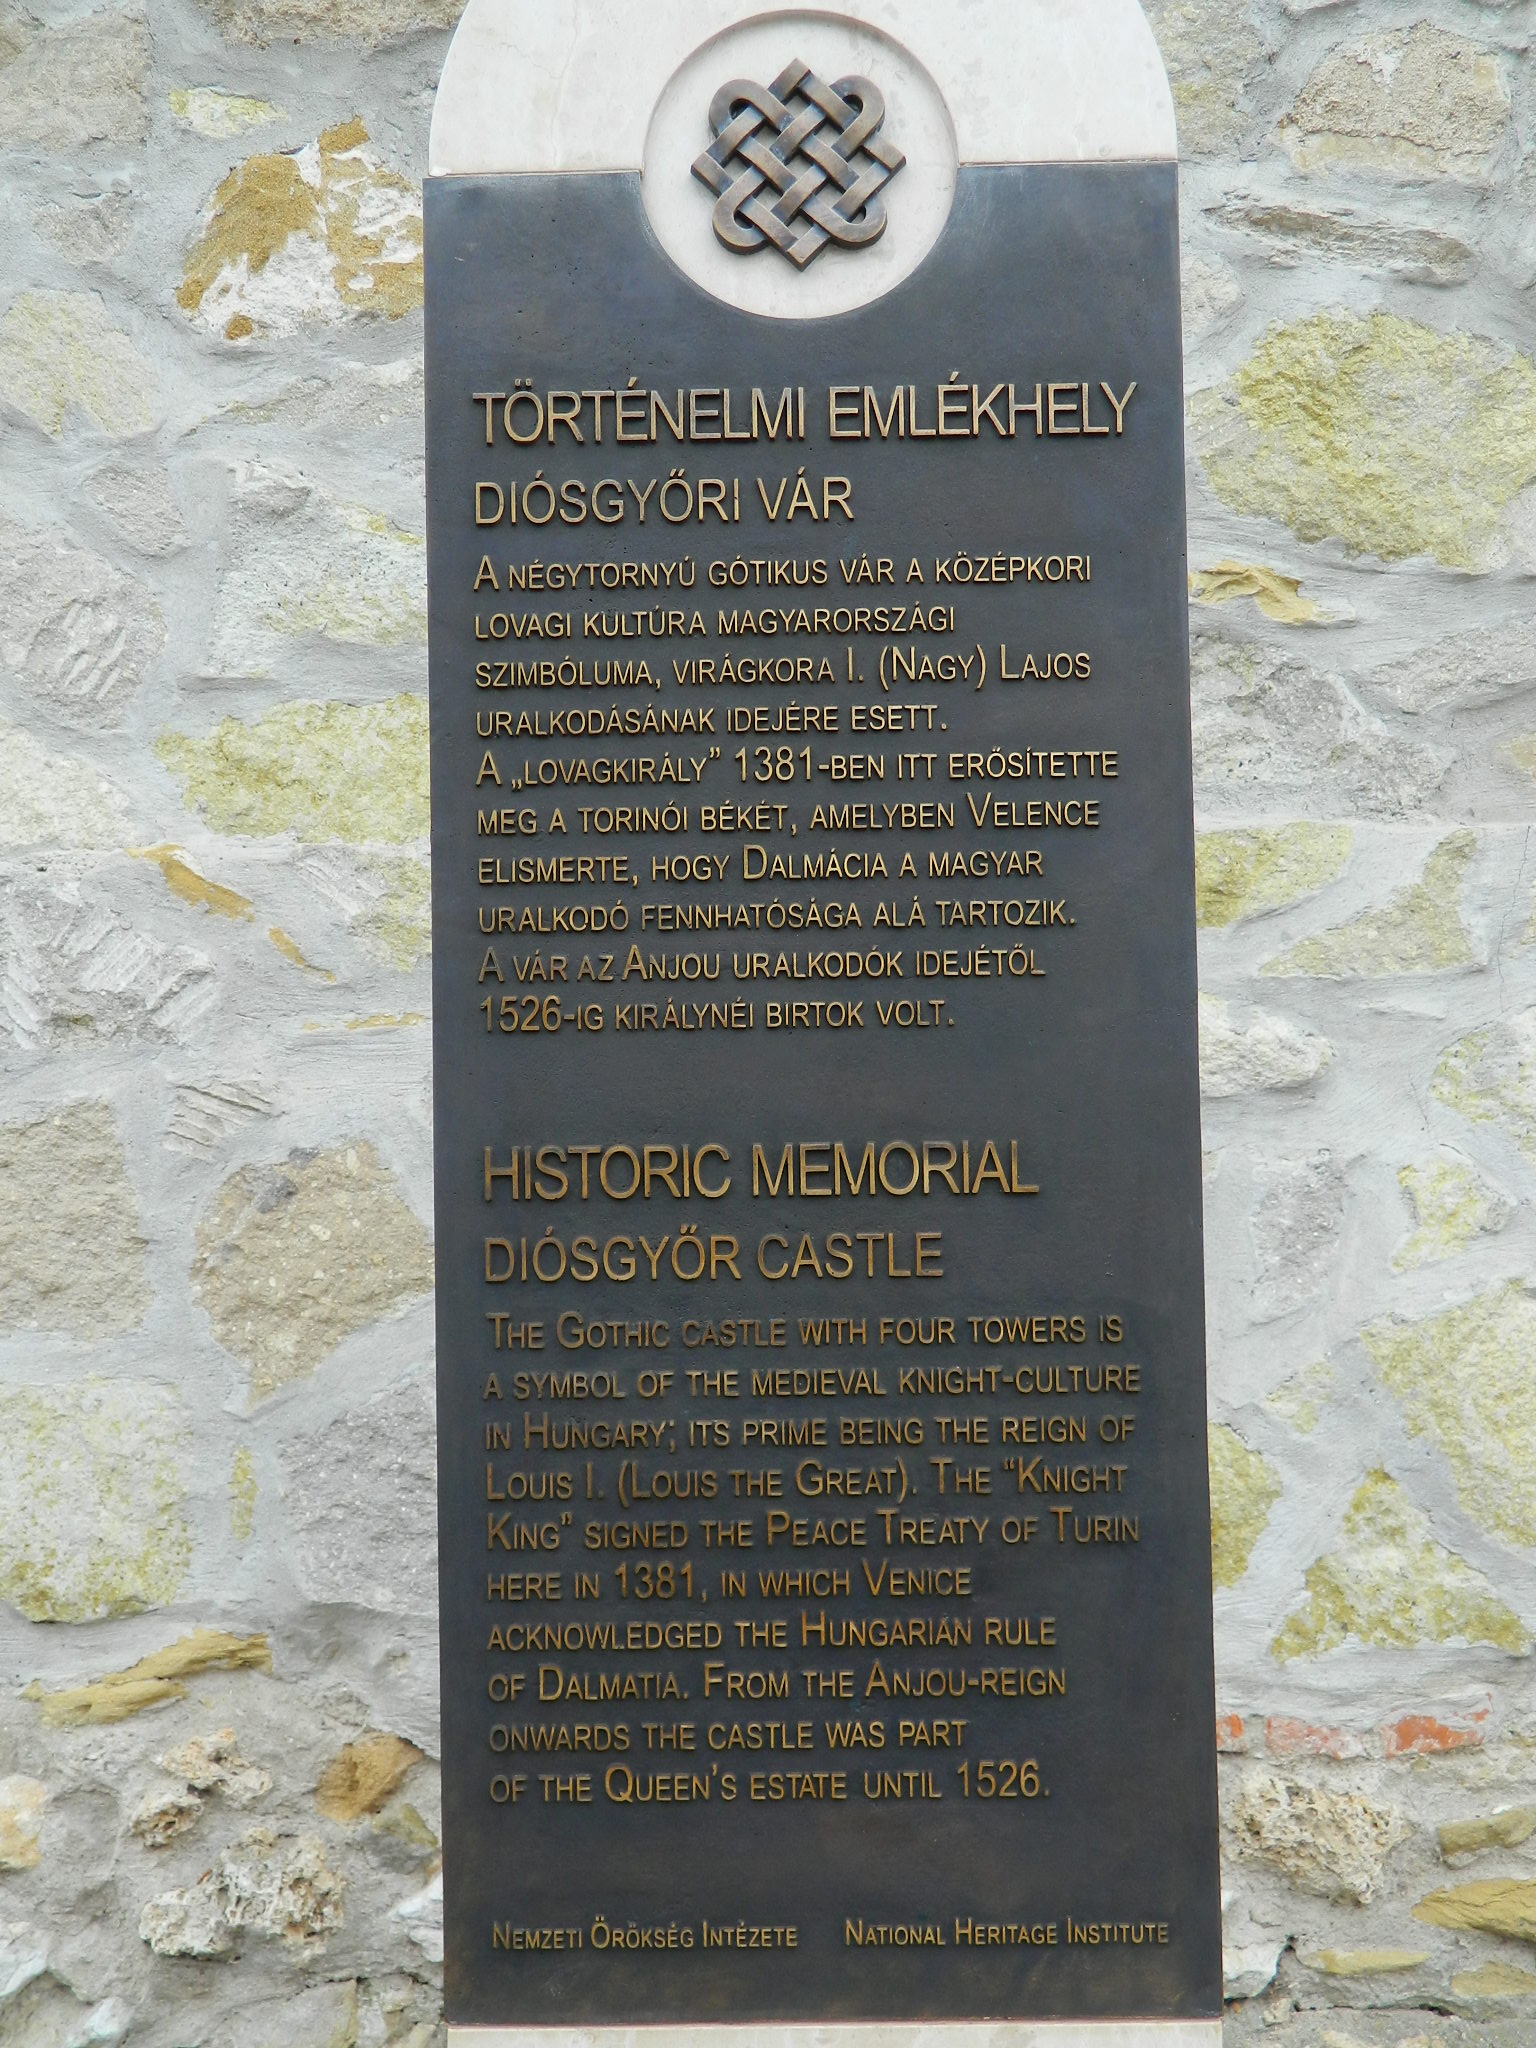 TÖRTÉNELMI EMLÉKHELY
DIÓSGYŐRI VÁR
A NÉGYTORNYÚ GÓTIKUS VÁR A KÖZÉPKORI
LOVAGI KULTÚRA MAGYARORSZÁGI
SZIMBÓLUMA, VIRÁGKORA I. (NAGY) LAJOS
URALKODÁSÁNAK IDEJÉRE ESETT.
A „LOVAGKIRÁLY” 1381-BEN ITT ERŐSÍTETTE
MEG A TORINÓI BÉKÉT, AMELYBEN VELENCE
ELISMERTE, HOGY DALMÁCIA A MAGYAR
URALKODÓ FENNHATÓSÁGA ALÁ TARTOZIK.
A VÁR AZ ANJOU URALKODÓK IDEJÉTŐL
1526-IG KIRÁLYNÉI BIRTOK VOLT.
HISTORIC MEMORIAL
DIÓSGYŐR CASTLE
THE GOTHIC CASTLE WITH FOUR TOWERS IS
A SYMBOL OF THE MEDIEVAL KNIGHT-CULTURE
IN HUNGARY; ITS PRIME BEING THE REIGN OF
LOUIS I. (LOUIS THE GREAT). THE “KNIGHT
KING” SIGNED THE PEACE TREATY OF TURIN
HERE IN 1381, IN WHICH VENICE
ACKNOWLEDGED THE HUNGARIAN RULE
OF DALMATIA. FROM THE ANJOU-REIGN
ONWARDS THE CASTLE WAS PART
OF THE QUEEN’S ESTATE UNTIL 1526.
NEMZETI ÖRÖKSÉG INTÉZETE NATIONAL HERITAGE INSTITUTE